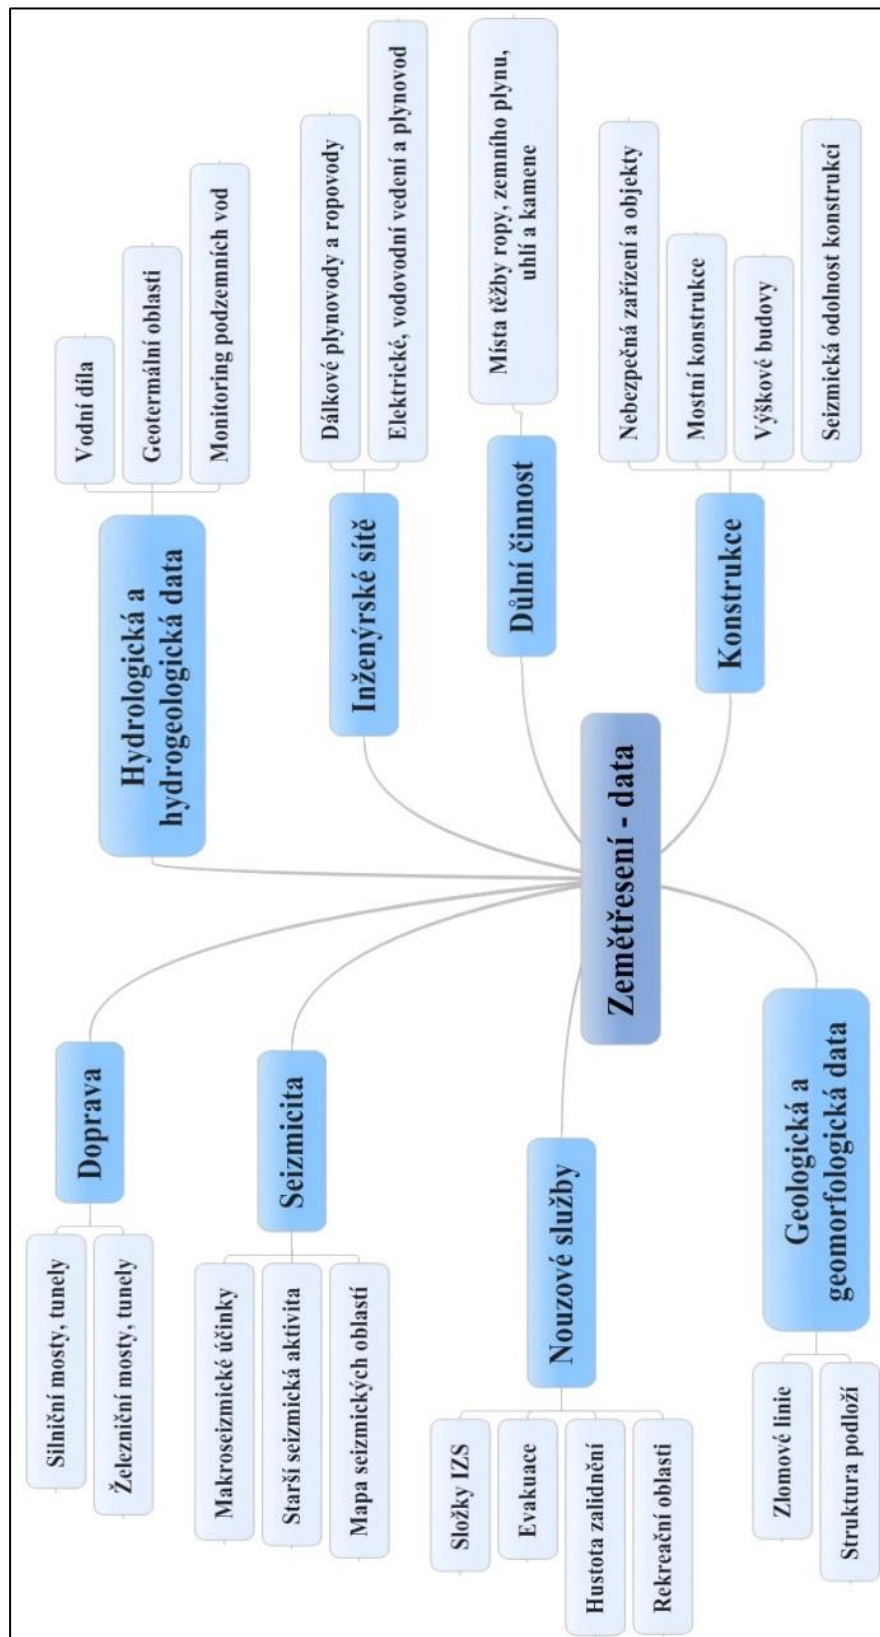 Zemětřesení - data
Doprava
Silniční mosty, tunely
Železniční mosty, tunely
Seizmicita
Makroseizmické účinky
Starší seizmická aktivita
Mapa seizmických oblastí
Nouzové služby
Složky IZS
Evakuace
Hustota zalidnění
Rekreační oblasti
Geologická a
geomorfologická data
Zlomové linie
Struktura podloží
Hydrologická a
hydrogeologická data
Vodní díla
Geotermální oblasti
Monitoring podzemních vod
Inženýrské sítě
Dálkové plynovody a ropovody
Elektrické, vodovodní vedení a plynovod
Důlní činnost
Místa těžby ropy, zemního plynu,
uhlí a kamene
Konstrukce
Nebezpečná zařízení a objekty
Mostní konstrukce
Výškové budovy
Seizmická odolnost konstrukcí